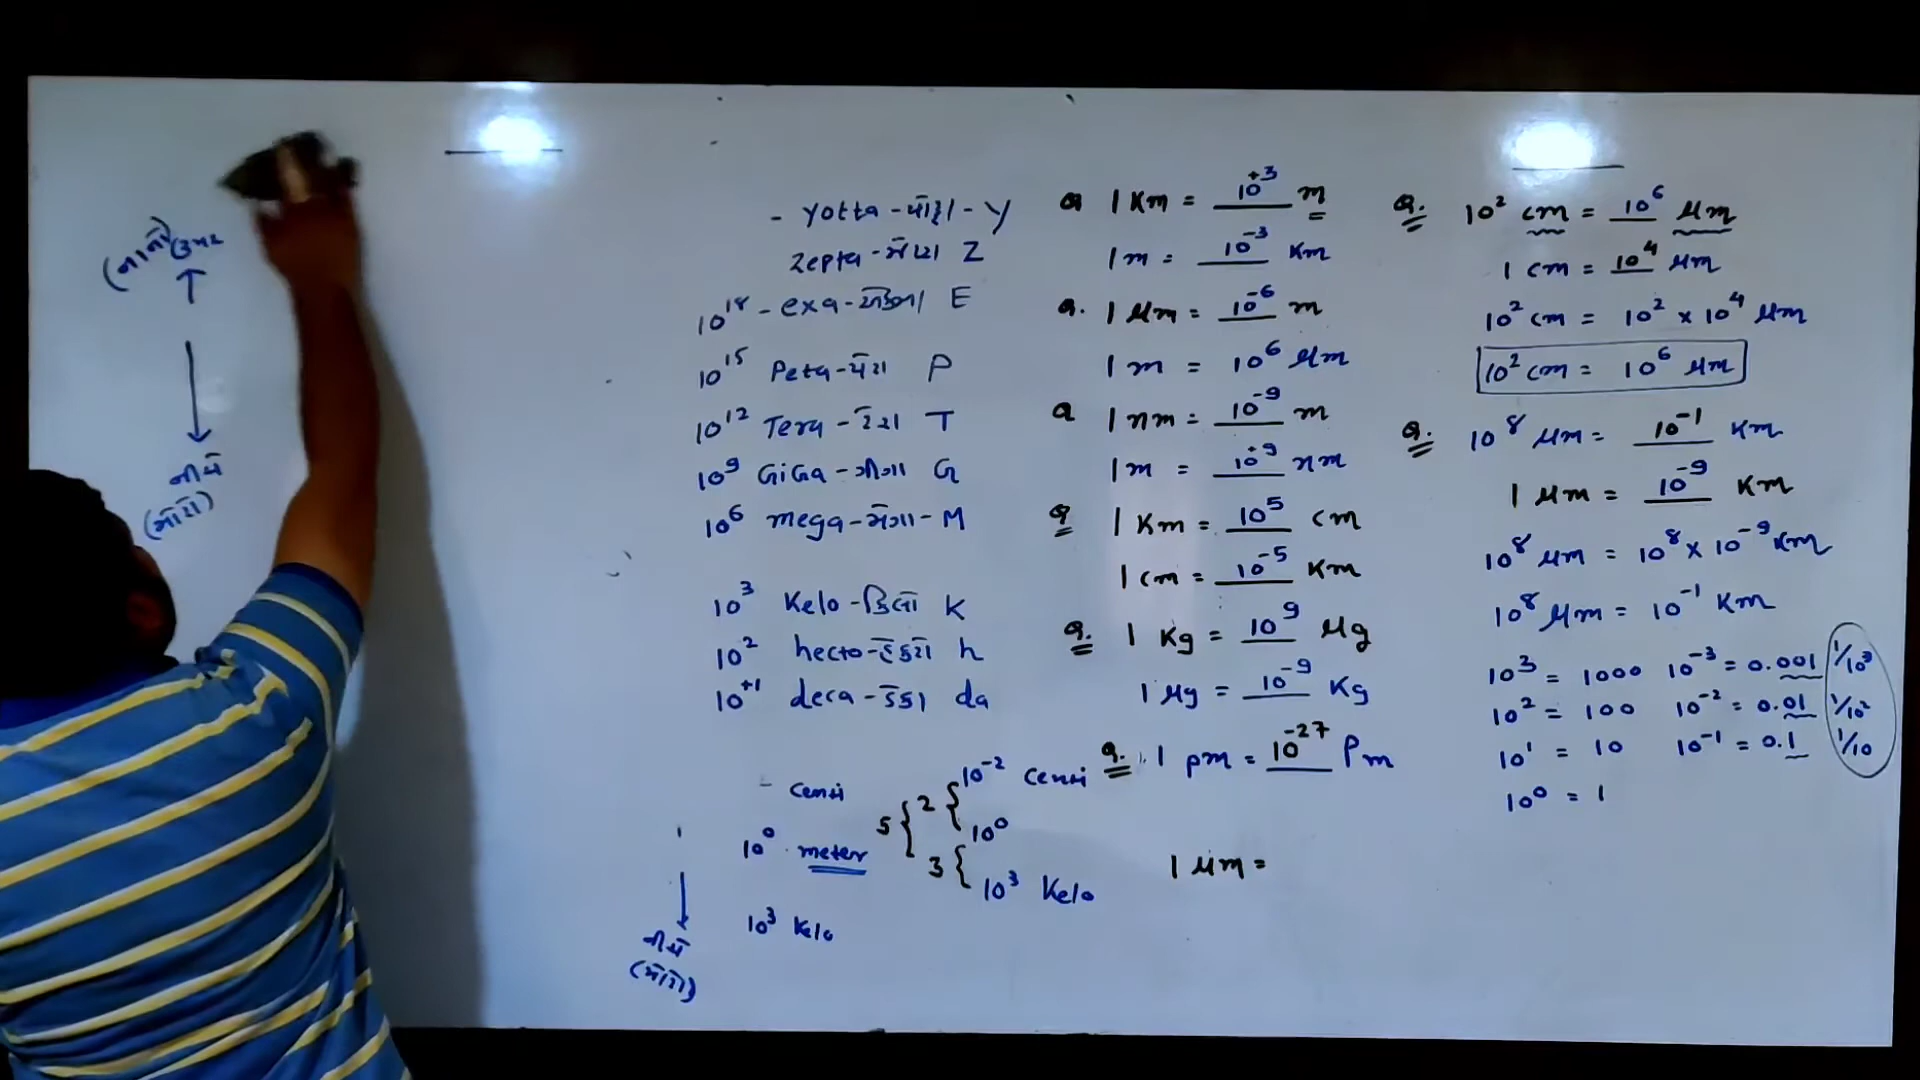 (નાનો) ઉપર
↑
↓
નીચે
(મોટો)
- yotta - યોટ્ટા - Y
zepta - ઝેપ્ટા Z
10¹⁸ - exa - એક્ઝા E
10¹⁵ Peta - પેટા P
10¹² Tera - ટેરા T
10⁹ GiGa - ગીગા G
10⁶ mega - મેગા - M
10³ Kelo - કિલો K
10² hecto - હેક્ટો h
10⁺¹ deca - ડેકા da
- centi
10⁰ · meter
10³ Kelo
↓
નીચે
(મોટો)
5 { 2 { 10⁻² centi
10⁰
3 { 10³ Kelo
Q 1 Km = 10⁺³ m
1 m = 10⁻³ Km
Q. 1 μm = 10⁻⁶ m
1 m = 10⁶ μm
Q 1 nm = 10⁻⁹ m
1 m = 10⁺⁹ nm
Q 1 Km = 10⁵ cm
1 cm = 10⁻⁵ Km
Q. 1 Kg = 10⁹ μg
1 μg = 10⁻⁹ Kg
Q. 1 pm = 10⁻²⁷ Pm
1 μm =
Q. 10² cm = 10⁶ μm
1 cm = 10⁴ μm
10² cm = 10² × 10⁴ μm
10² cm = 10⁶ μm
Q. 10⁸ μm = 10⁻¹ Km
1 μm = 10⁻⁹ Km
10⁸ μm = 10⁸ × 10⁻⁹ Km
10⁸ μm = 10⁻¹ Km
10³ = 1000 10⁻³ = 0.001 1/10³
10² = 100 10⁻² = 0.01 1/10²
10¹ = 10 10⁻¹ = 0.1 1/10
10⁰ = 1